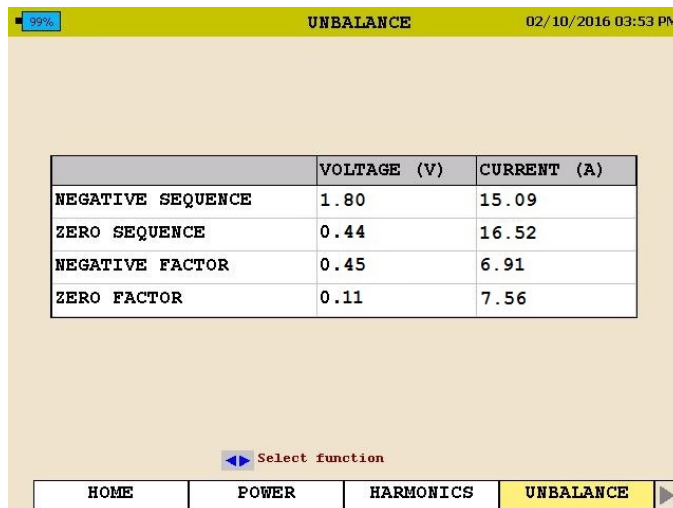 99% UNBALANCE 02/10/2016 03:53 PM
VOLTAGE (V) CURRENT (A)
NEGATIVE SEQUENCE 1.80 15.09
ZERO SEQUENCE 0.44 16.52
NEGATIVE FACTOR 0.45 6.91
ZERO FACTOR 0.11 7.56
Select function
HOME POWER HARMONICS UNBALANCE